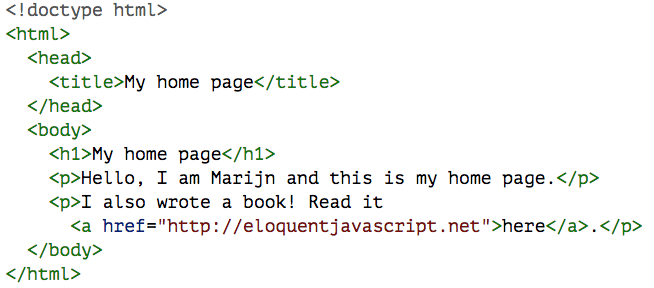 <!doctype html>
<html>
  <head>
    <title>My home page</title>
  </head>
  <body>
    <h1>My home page</h1>
    <p>Hello, I am Marijn and this is my home page.</p>
    <p>I also wrote a book! Read it
      <a href="http://eloquentjavascript.net">here</a>.</p>
  </body>
</html>